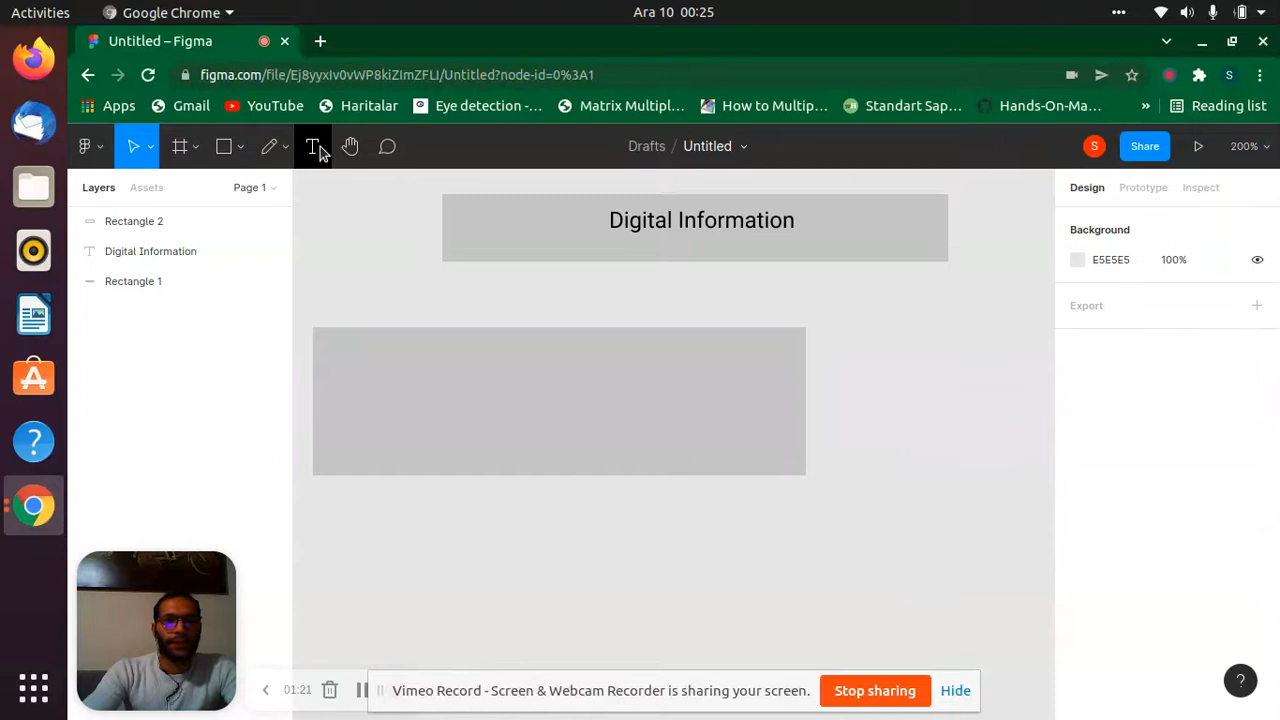 Activities Google Chrome Ara 10 00:25
Untitled – Figma
figma.com/file/Ej8yyxIv0vWP8kiZImZFLI/Untitled?node-id=0%3A1
Apps Gmail YouTube Haritalar Eye detection -... Matrix Multipl... How to Multip... Standart Sap... Hands-On-Ma... » Reading list
Drafts / Untitled S Share 200%
Layers Assets Page 1 Design Prototype Inspect
Rectangle 2
Digital Information
Rectangle 1
Digital Information
Background
E5E5E5 100%
Export
01:21 Vimeo Record - Screen & Webcam Recorder is sharing your screen. Stop sharing Hide